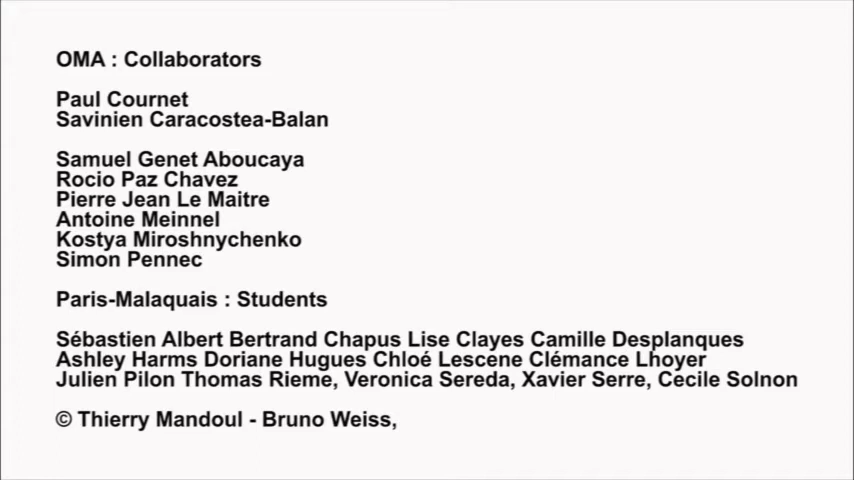 OMA : Collaborators
Paul Cournet
Savinien Caracostea-Balan
Samuel Genet Aboucaya
Rocio Paz Chavez
Pierre Jean Le Maitre
Antoine Meinnel
Kostya Miroshnychenko
Simon Pennec
Paris-Malaquais : Students
Sébastien Albert Bertrand Chapus Lise Clayes Camille Desplanques
Ashley Harms Doriane Hugues Chloé Lescene Clémance Lhoyer
Julien Pilon Thomas Rieme, Veronica Sereda, Xavier Serre, Cecile Solnon
© Thierry Mandoul - Bruno Weiss,